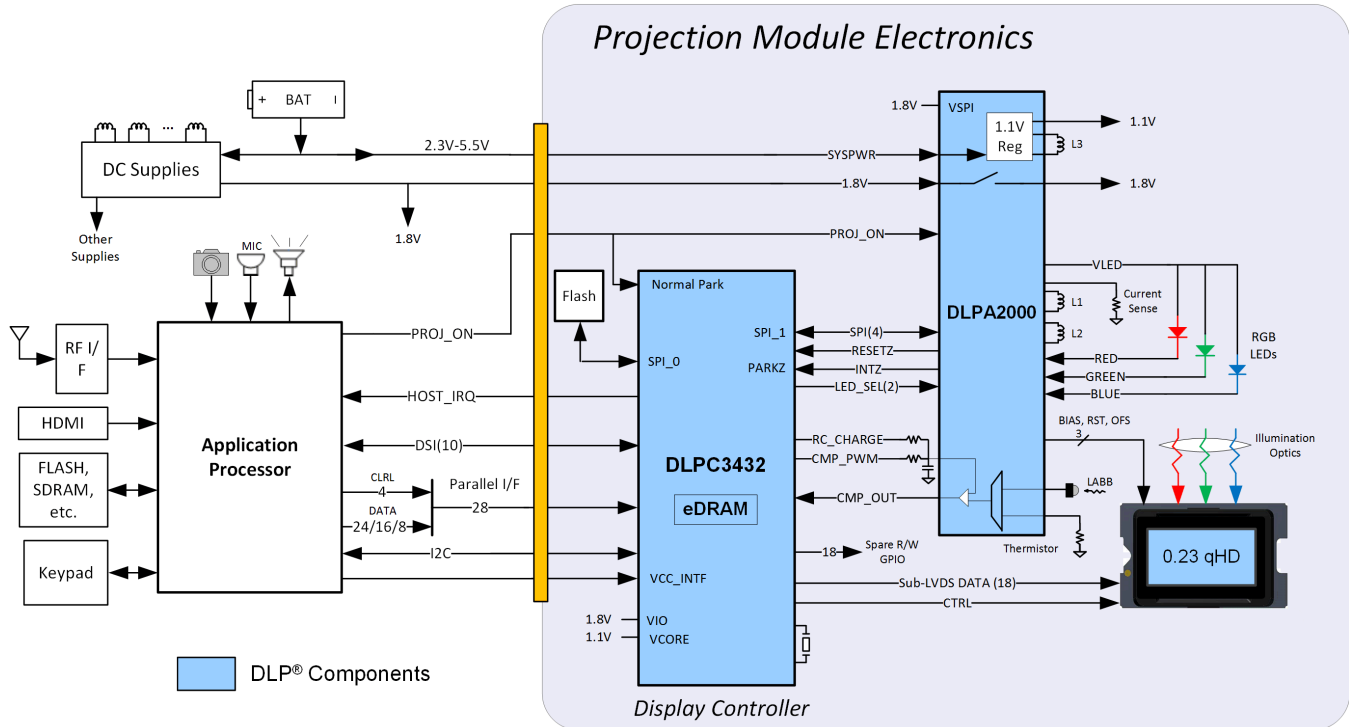 Projection Module Electronics
+ BAT I
...
DC Supplies
Other
Supplies
1.8V
2.3V-5.5V
SYSPWR
1.8V
PROJ_ON
1.8V
VSPI
1.1V
Reg
1.1V
L3
1.8V
DLPA2000
VLED
L1
L2
Current
Sense
RED
GREEN
BLUE
RGB
LEDs
BIAS, RST, OFS
3
LABB
Thermistor
Illumination
Optics
0.23 qHD
MIC
RF I/
F
HDMI
FLASH,
SDRAM,
etc.
Keypad
Application
Processor
PROJ_ON
HOST_IRQ
DSI(10)
CLRL
4
DATA
24/16/8
Parallel I/F
28
I2C
Flash
Normal Park
SPI_0
SPI_1
PARKZ
DLPC3432
eDRAM
VCC_INTF
1.8V
VIO
1.1V
VCORE
SPI(4)
RESETZ
INTZ
LED_SEL(2)
RC_CHARGE
CMP_PWM
CMP_OUT
18
Spare R/W
GPIO
Sub-LVDS DATA (18)
CTRL
Display Controller
DLP® Components